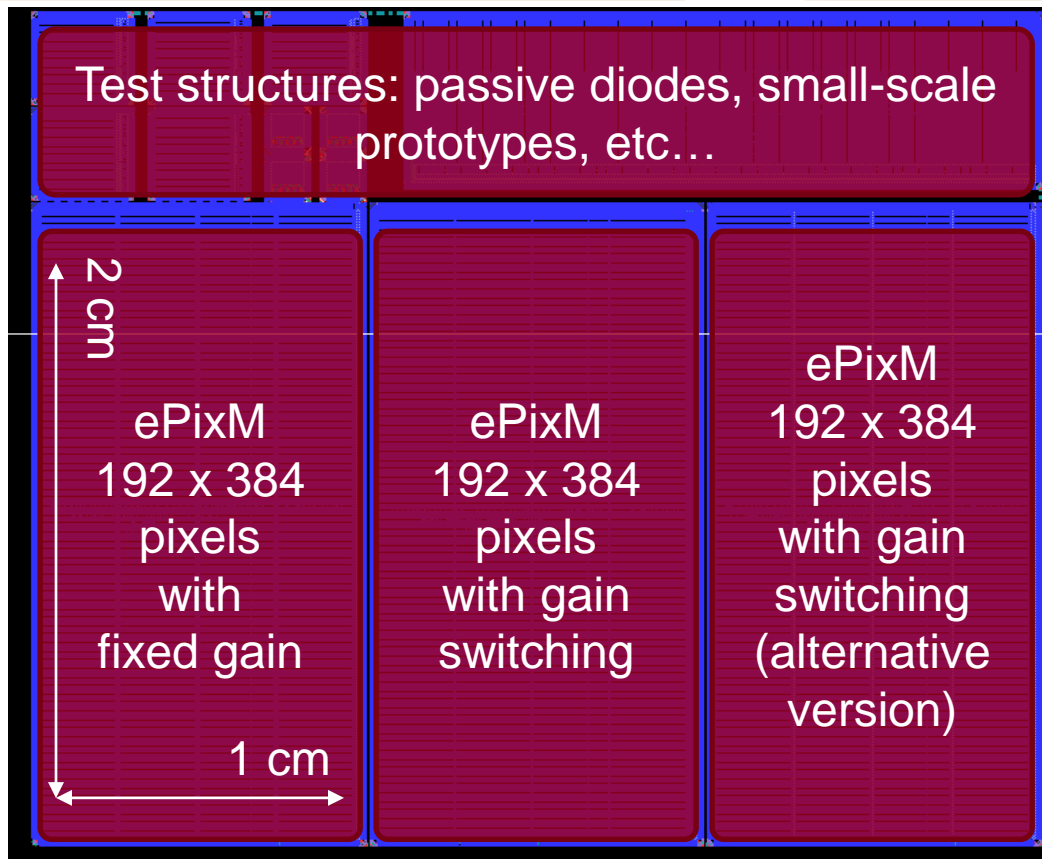 Test structures: passive diodes, small-scale
prototypes, etc…
2 cm
ePixM
192 x 384
pixels
with
fixed gain
1 cm
ePixM
192 x 384
pixels
with gain
switching
ePixM
192 x 384
pixels
with gain
switching
(alternative
version)